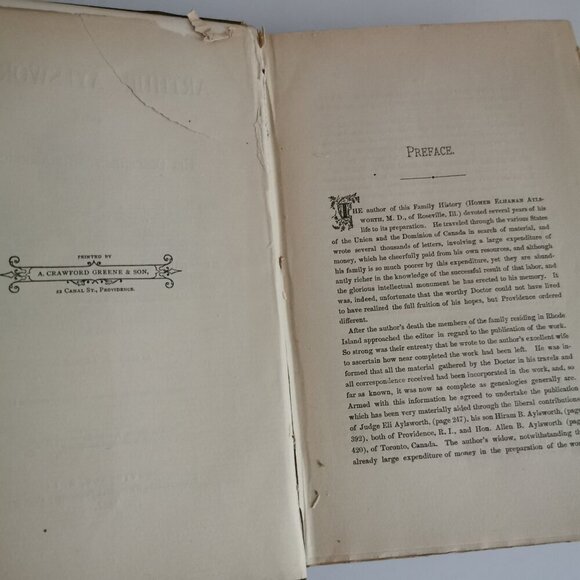 PRINTED BY
A. CRAWFORD GREENE & SON,
22 CANAL ST., PROVIDENCE.
PREFACE.
THE author of this Family History (HOMER ELHANAN AYLS-
WORTH, M. D., of Roseville, Ill.) devoted several years of his
life to its preparation. He traveled through the various States
of the Union and the Dominion of Canada in search of material, and
wrote several thousands of letters, involving a large expenditure of
money, which he cheerfully paid from his own resources, and although
his family is so much poorer by this expenditure, yet they are abund-
antly richer in the knowledge of the successful result of that labor, and
the glorious intellectual monument he has erected to his memory. It
was, indeed, unfortunate that the worthy Doctor could not have lived
to have realized the full fruition of his hopes, but Providence ordered
different.
After the author's death the members of the family residing in Rhode
Island approached the editor in regard to the publication of the work.
So strong was their entreaty that he wrote to the author's excellent wife
to ascertain how near completed the work had been left. He was in-
formed that all the material gathered by the Doctor in his travels and
all correspondence received had been incorporated in the work, and, so
far as known, it was now as complete as genealogies generally are.
Armed with this information he agreed to undertake the publication
which has been very materially aided through the liberal contributions
of Judge Eli Aylsworth, (page 247), his son Hiram B. Aylsworth, (page
392), both of Providence, R. I., and Hon. Allen B. Aylsworth (page
420), of Toronto, Canada. The author's widow, notwithstanding the
already large expenditure of money in the preparation of the wor